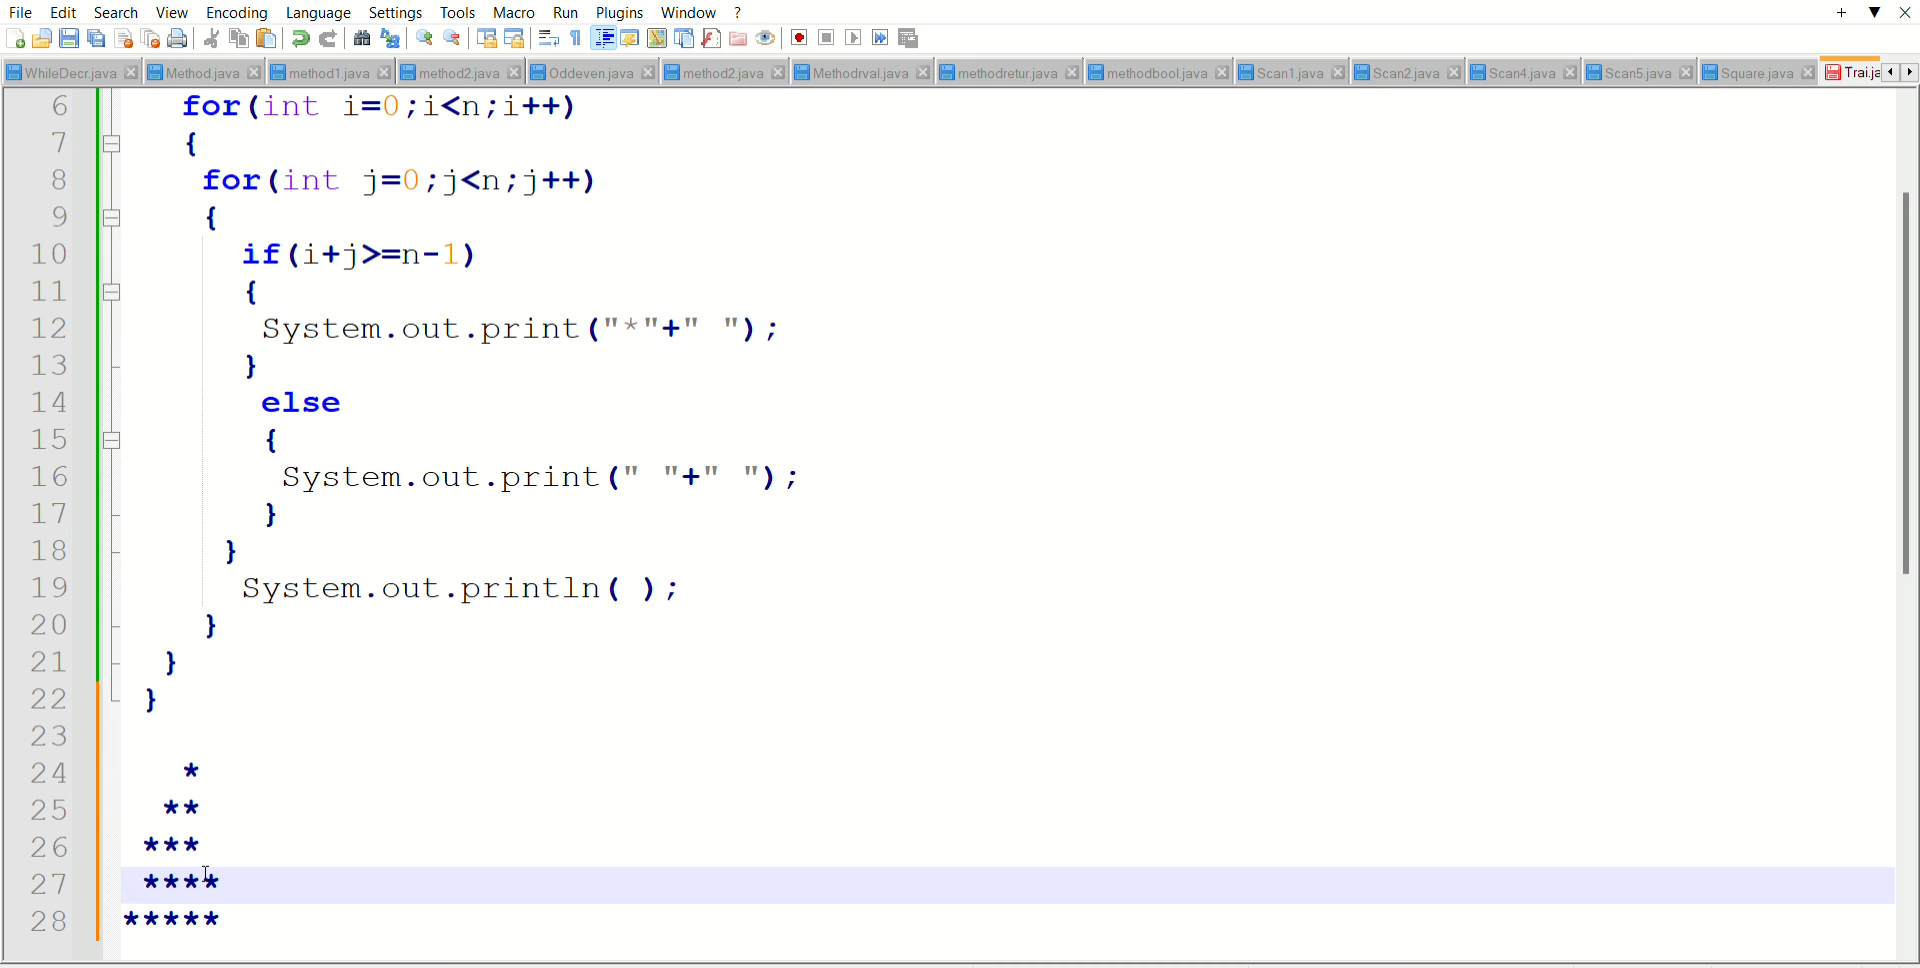 File Edit Search View Encoding Language Settings Tools Macro Run Plugins Window ?
WhileDecr.java Method.java method1.java method2.java Oddeven.java method2.java Methodrval.java methodretur.java methodbool.java Scan1.java Scan2.java Scan4.java Scan5.java Square.java Trai.ja
6 for(int i=0;i<n;i++)
7 {
8 for(int j=0;j<n;j++)
9 {
10 if(i+j>=n-1)
11 {
12 System.out.print("*"+" ");
13 }
14 else
15 {
16 System.out.print(" "+" ");
17 }
18 }
19 System.out.println( );
20 }
21 }
22 }
23
24 *
25 **
26 ***
27 ****
28 *****